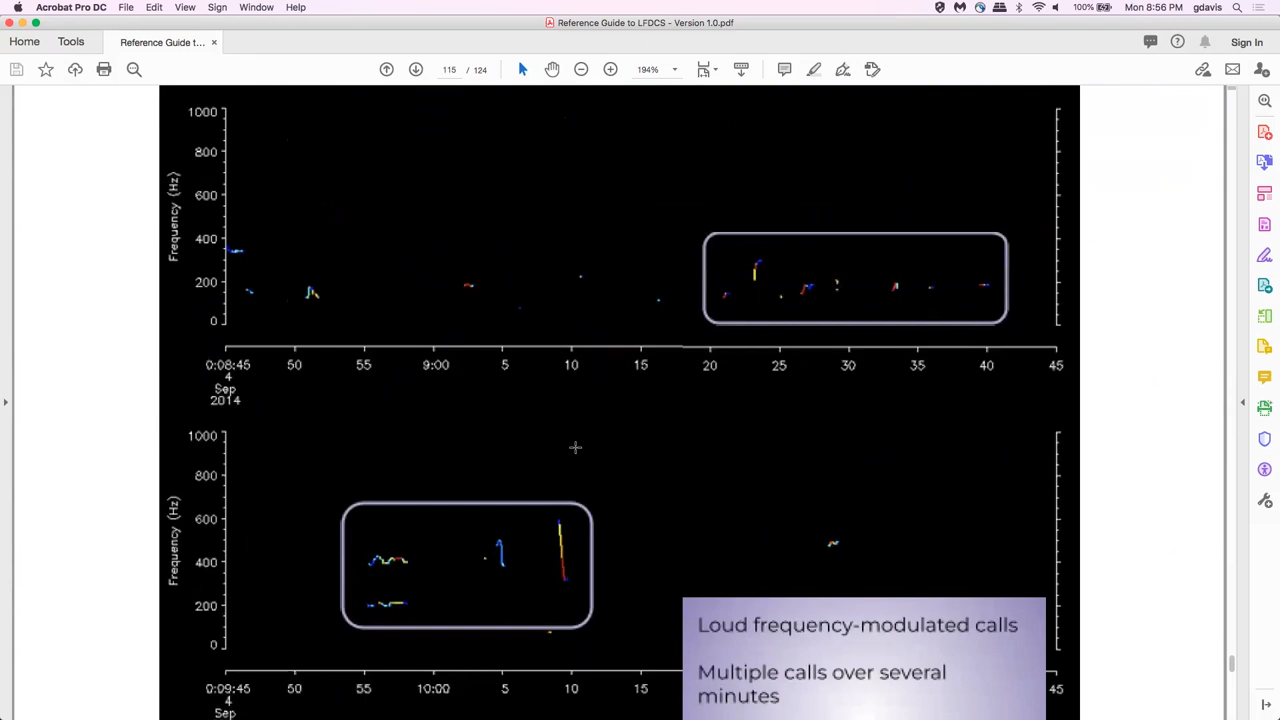 Acrobat Pro DC File Edit View Sign Window Help 100% Mon 8:56 PM gdavis
Reference Guide to LFDCS - Version 1.0.pdf
Home Tools Reference Guide t... × Sign In
115 / 124 194%
1000
800
600
400
200
0
Frequency (Hz)
0:08:45 50 55 9:00 5 10 15 20 25 30 35 40 45
4
Sep
2014
1000
800
600
400
200
0
Frequency (Hz)
0:09:45 50 55 10:00 5 10 15 45
4
Sep
Loud frequency-modulated calls
Multiple calls over several
minutes